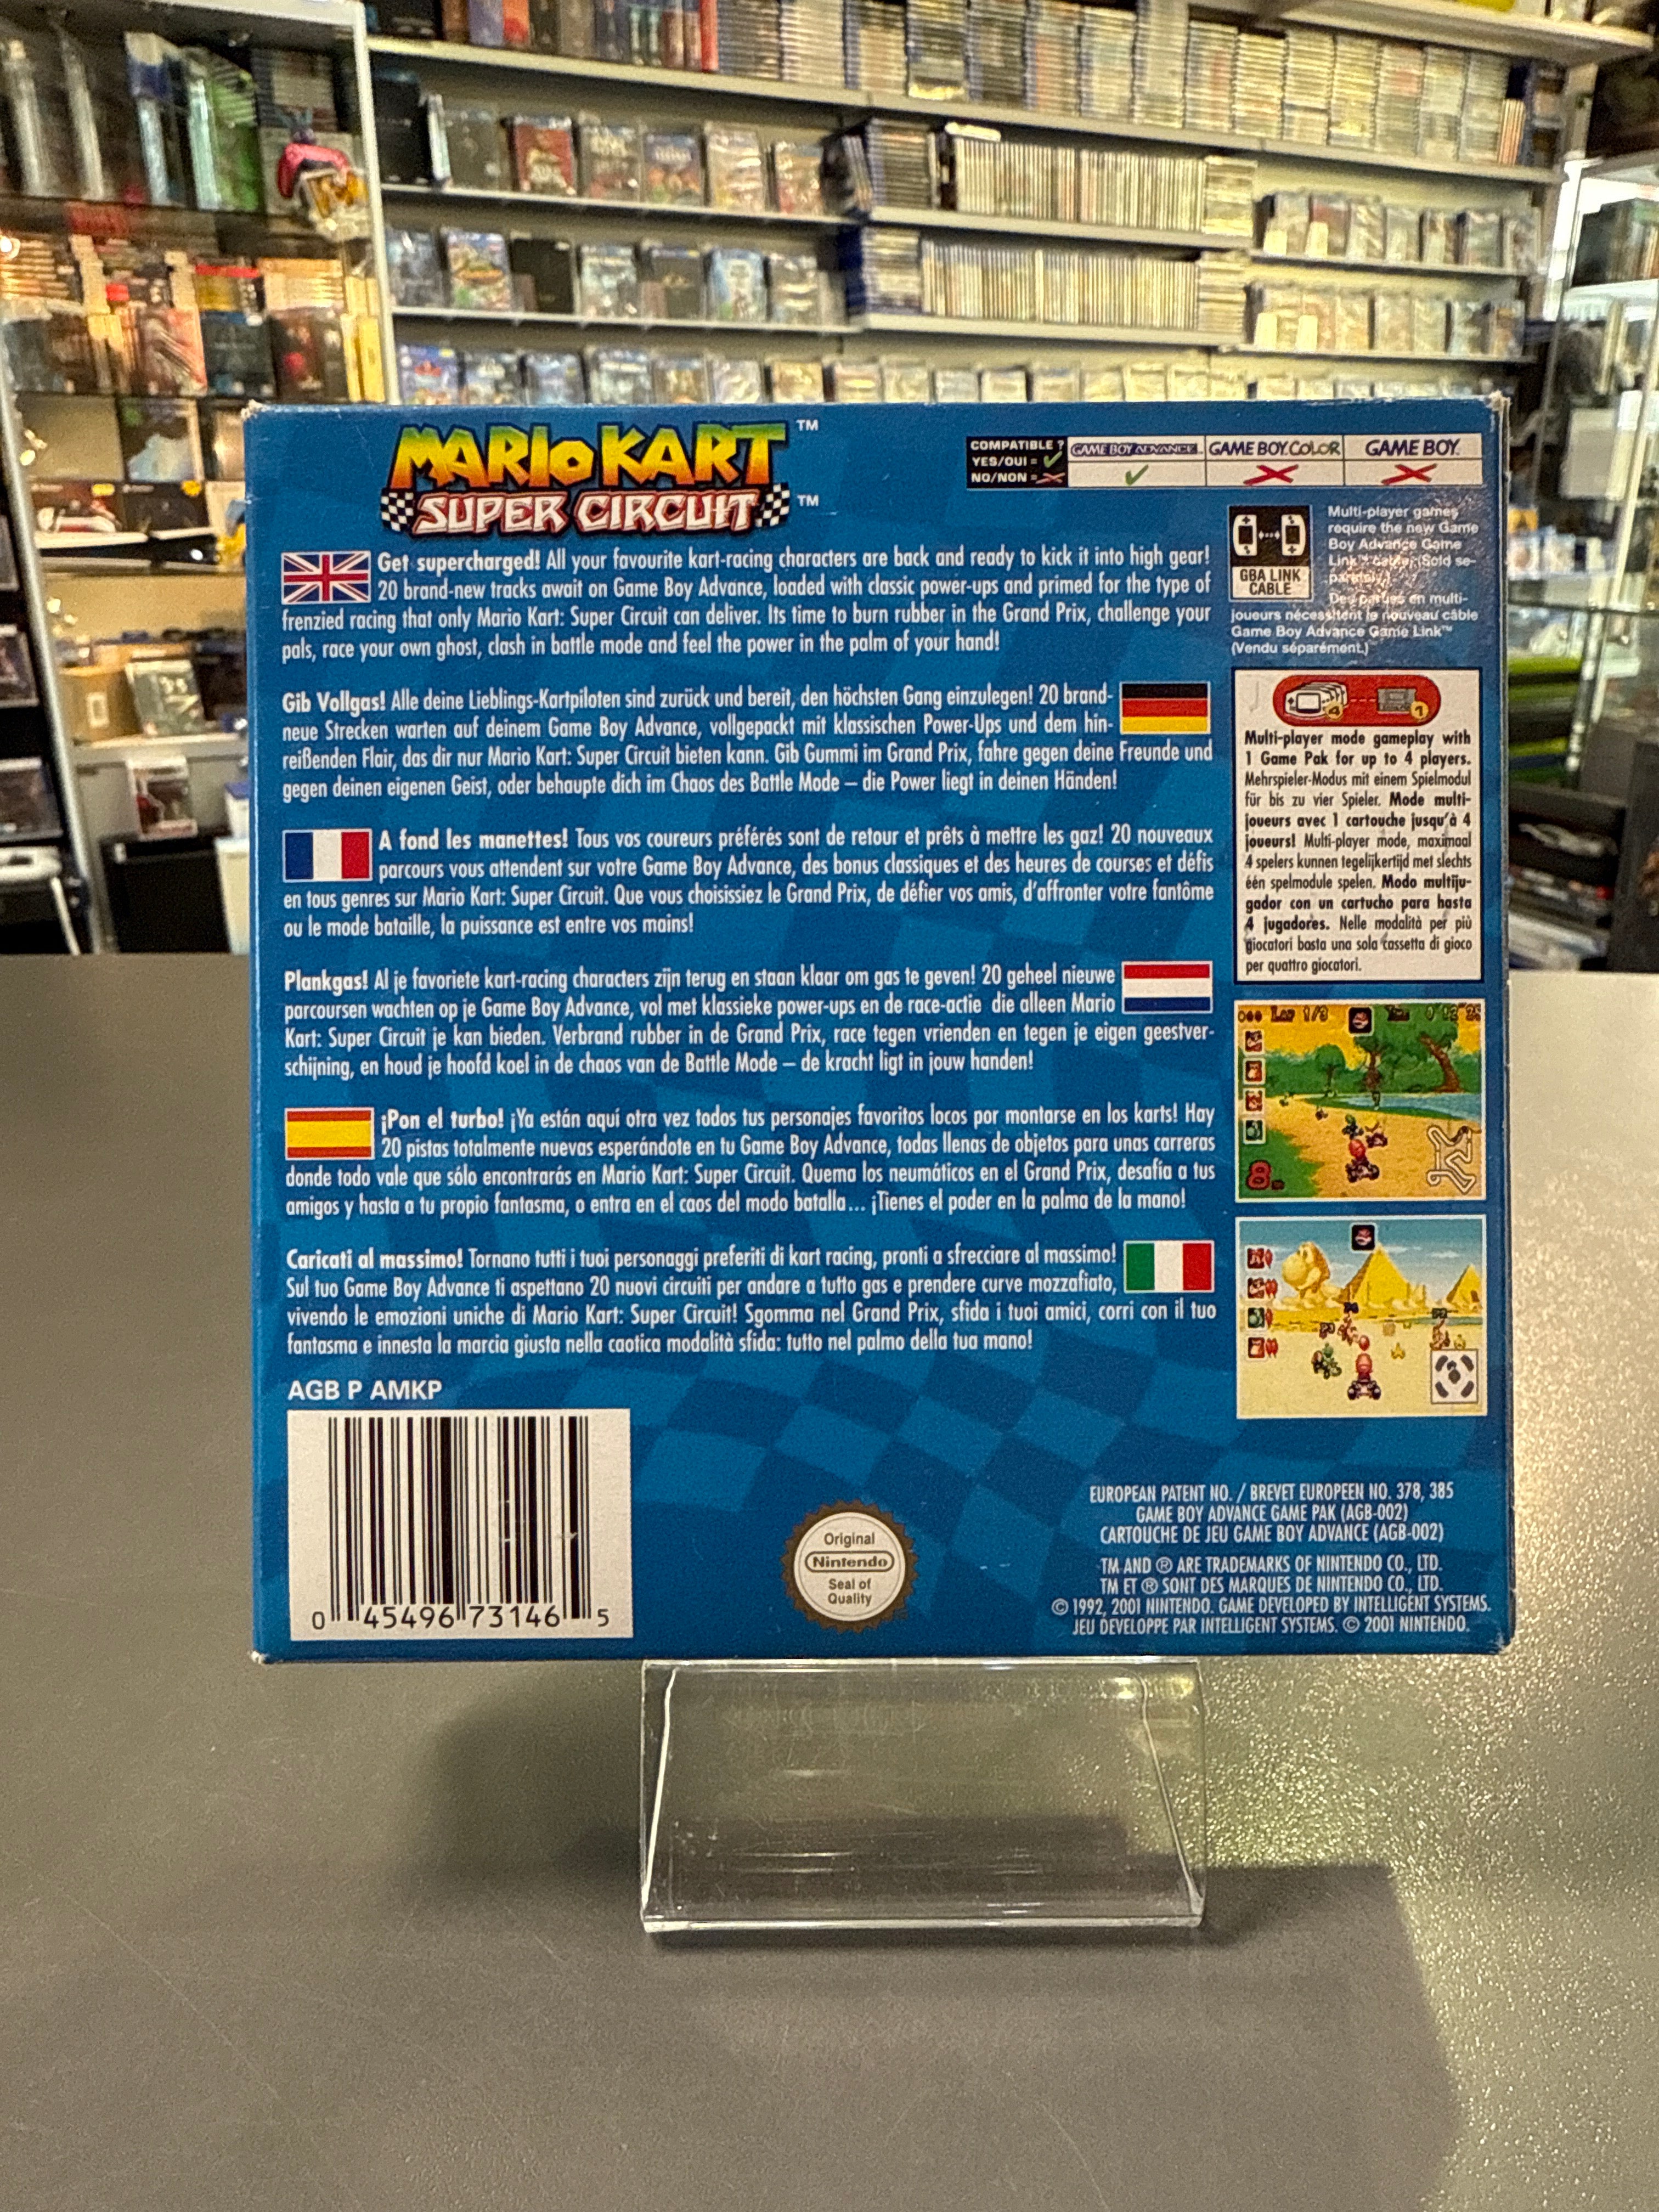 MARIO KART™
SUPER CIRCUIT™
COMPATIBLE ?
YES/OUI =
NO/NON =
GAME BOY ADVANCE
GAME BOY COLOR
GAME BOY
Get supercharged! All your favourite kart-racing characters are back and ready to kick it into high gear!
20 brand-new tracks await on Game Boy Advance, loaded with classic power-ups and primed for the type of
frenzied racing that only Mario Kart: Super Circuit can deliver. Its time to burn rubber in the Grand Prix, challenge your
pals, race your own ghost, clash in battle mode and feel the power in the palm of your hand!
Gib Vollgas! Alle deine Lieblings-Kartpiloten sind zurück und bereit, den höchsten Gang einzulegen! 20 brand-
neue Strecken warten auf deinem Game Boy Advance, vollgepackt mit klassischen Power-Ups und dem hin-
reißenden Flair, das dir nur Mario Kart: Super Circuit bieten kann. Gib Gummi im Grand Prix, fahre gegen deine Freunde und
gegen deinen eigenen Geist, oder behaupte dich im Chaos des Battle Mode – die Power liegt in deinen Händen!
A fond les manettes! Tous vos coureurs préférés sont de retour et prêts à mettre les gaz! 20 nouveaux
parcours vous attendent sur votre Game Boy Advance, des bonus classiques et des heures de courses et défis
en tous genres sur Mario Kart: Super Circuit. Que vous choisissiez le Grand Prix, de défier vos amis, d'affronter votre fantôme
ou le mode bataille, la puissance est entre vos mains!
Plankgas! Al je favoriete kart-racing characters zijn terug en staan klaar om gas te geven! 20 geheel nieuwe
parcoursen wachten op je Game Boy Advance, vol met klassieke power-ups en de race-actie die alleen Mario
Kart: Super Circuit je kan bieden. Verbrand rubber in de Grand Prix, race tegen vrienden en tegen je eigen geestver-
schijning, en houd je hoofd koel in de chaos van de Battle Mode – de kracht ligt in jouw handen!
¡Pon el turbo! ¡Ya están aquí otra vez todos tus personajes favoritos locos por montarse en los karts! Hay
20 pistas totalmente nuevas esperándote en tu Game Boy Advance, todas llenas de objetos para unas carreras
donde todo vale que sólo encontrarás en Mario Kart: Super Circuit. Quema los neumáticos en el Grand Prix, desafía a tus
amigos y hasta a tu propio fantasma, o entra en el caos del modo batalla... ¡Tienes el poder en la palma de la mano!
Caricati al massimo! Tornano tutti i tuoi personaggi preferiti di kart racing, pronti a sfrecciare al massimo!
Sul tuo Game Boy Advance ti aspettano 20 nuovi circuiti per andare a tutto gas e prendere curve mozzafiato,
vivendo le emozioni uniche di Mario Kart: Super Circuit! Sgomma nel Grand Prix, sfida i tuoi amici, corri con il tuo
fantasma e innesta la marcia giusta nella caotica modalità sfida: tutto nel palmo della tua mano!
GBA LINK
CABLE
Multi-player games
require the new Game
Boy Advance Game
Link™ cable. (Sold se-
parately.)
Des parties en multi-
joueurs nécessitent le nouveau câble
Game Boy Advance Game Link™
(Vendu séparément.)
4
1
Multi-player mode gameplay with
1 Game Pak for up to 4 players.
Mehrspieler-Modus mit einem Spielmodul
für bis zu vier Spieler. Mode multi-
joueurs avec 1 cartouche jusqu'à 4
joueurs! Multi-player mode, maximaal
4 spelers kunnen tegelijkertijd met slechts
één spelmodule spelen. Modo multiju-
gador con un cartucho para hasta
4 jugadores. Nelle modalità per più
giocatori basta una sola cassetta di gioco
per quattro giocatori.
LAP 1/3
8
AGB P AMKP
0 45496 73146 5
Original
Nintendo
Seal of
Quality
EUROPEAN PATENT NO. / BREVET EUROPEEN NO. 378, 385
GAME BOY ADVANCE GAME PAK (AGB-002)
CARTOUCHE DE JEU GAME BOY ADVANCE (AGB-002)
TM AND ® ARE TRADEMARKS OF NINTENDO CO., LTD.
TM ET ® SONT DES MARQUES DE NINTENDO CO., LTD.
© 1992, 2001 NINTENDO. GAME DEVELOPED BY INTELLIGENT SYSTEMS.
JEU DEVELOPPE PAR INTELLIGENT SYSTEMS. © 2001 NINTENDO.